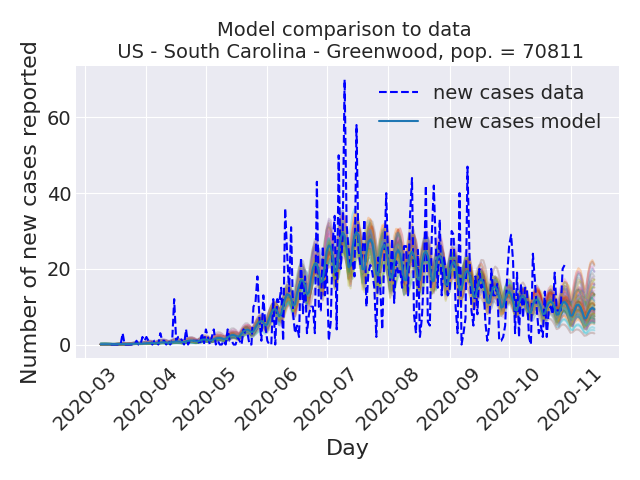 Model comparison to data
US - South Carolina - Greenwood, pop. = 70811
Number of new cases reported
60
40
20
0
new cases data
new cases model
2020-03
2020-04
2020-05
2020-06
2020-07
2020-08
2020-09
2020-10
2020-11
Day